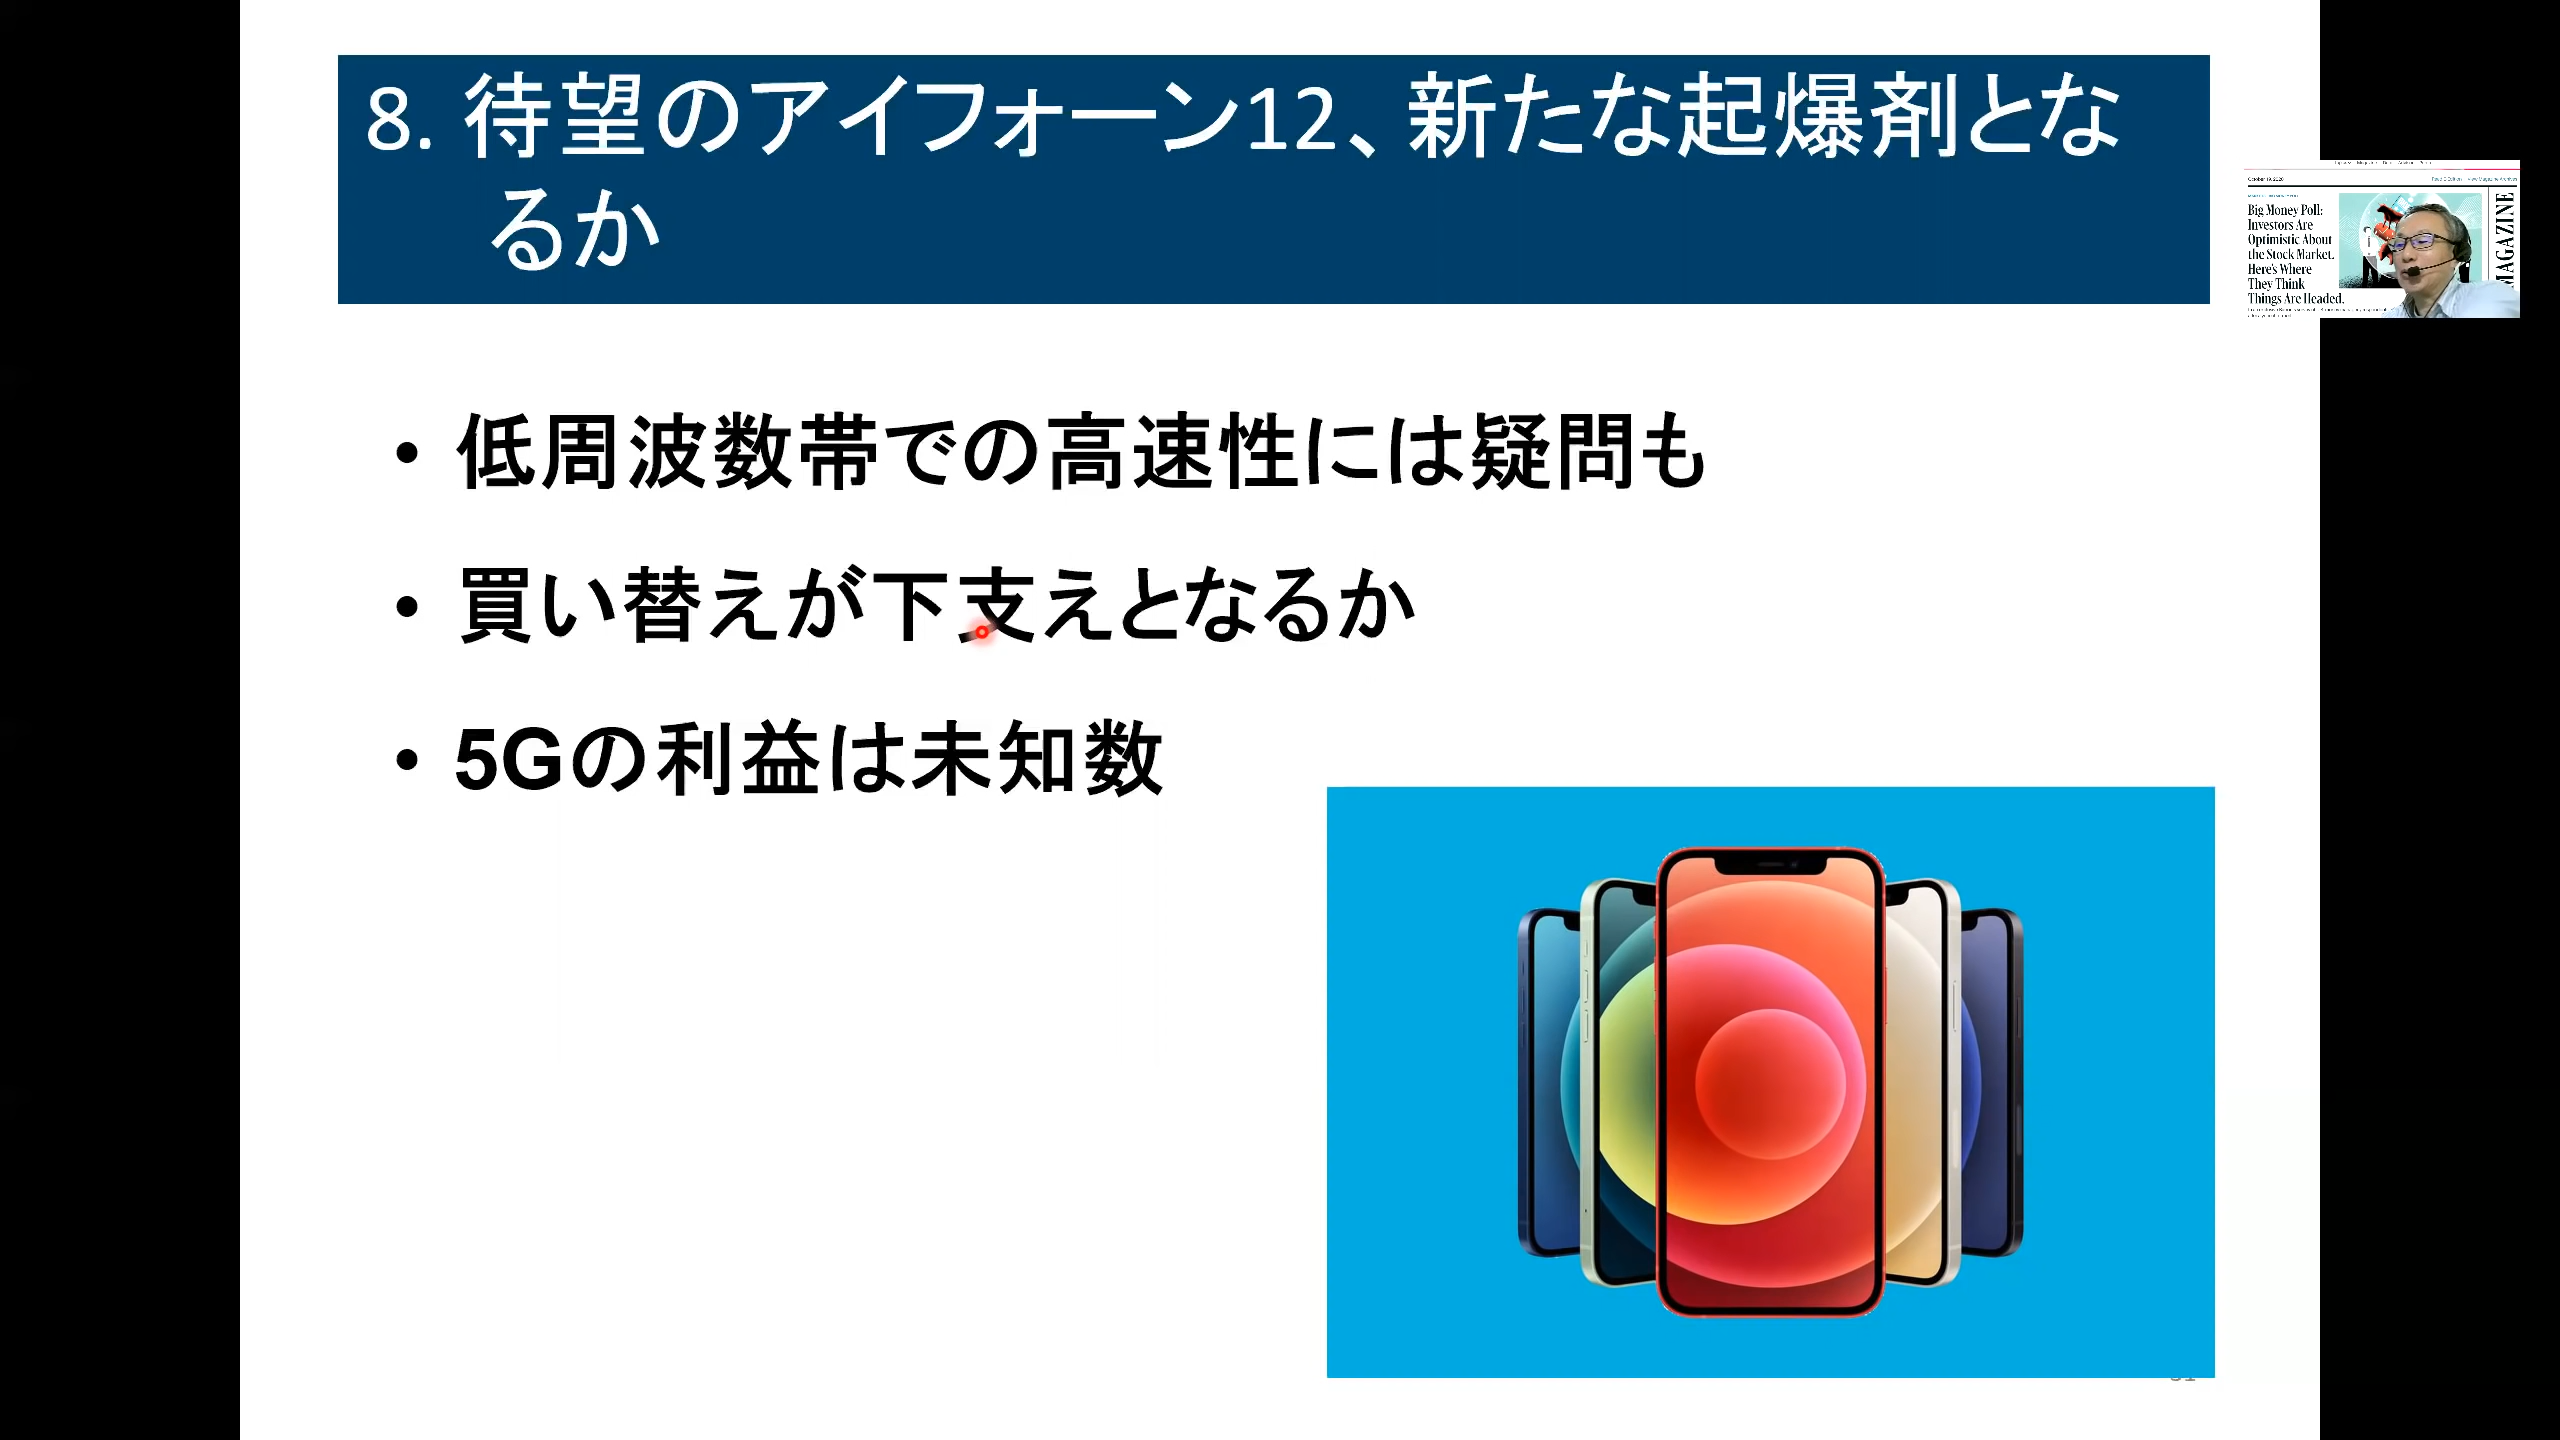 8. 待望のアイフォーン12、新たな起爆剤とな
るか
• 低周波数帯での高速性には疑問も
• 買い替えが下支えとなるか
• 5Gの利益は未知数
October 19, 2020
Big Money Poll:
Investors Are
Optimistic About
the Stock Market.
Here's Where
They Think
Things Are Headed.
MAGAZINE